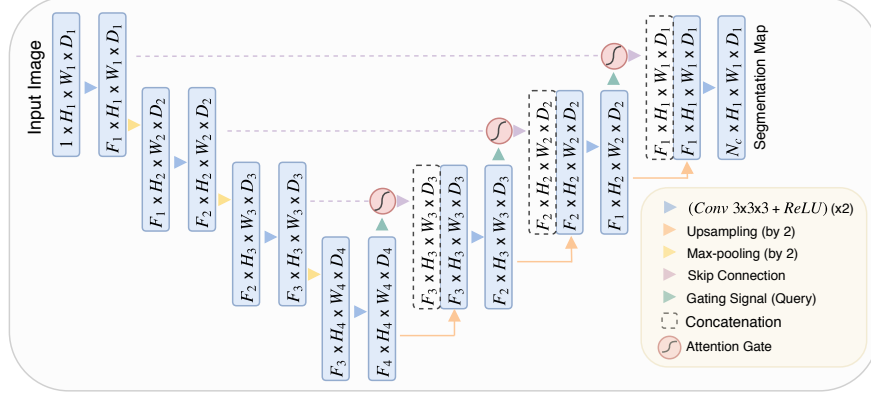 Input Image
1 x H₁ x W₁ x D₁
F₁ x H₁ x W₁ x D₁
F₁ x H₂ x W₂ x D₂
F₂ x H₂ x W₂ x D₂
F₂ x H₃ x W₃ x D₃
F₃ x H₃ x W₃ x D₃
F₃ x H₄ x W₄ x D₄
F₄ x H₄ x W₄ x D₄
F₃ x H₃ x W₃ x D₃
F₃ x H₃ x W₃ x D₃
F₂ x H₃ x W₃ x D₃
F₂ x H₂ x W₂ x D₂
F₂ x H₂ x W₂ x D₂
F₁ x H₂ x W₂ x D₂
F₁ x H₁ x W₁ x D₁
F₁ x H₁ x W₁ x D₁
N_c x H₁ x W₁ x D₁
Segmentation Map
(Conv 3x3x3 + ReLU) (x2)
Upsampling (by 2)
Max-pooling (by 2)
Skip Connection
Gating Signal (Query)
Concatenation
Attention Gate